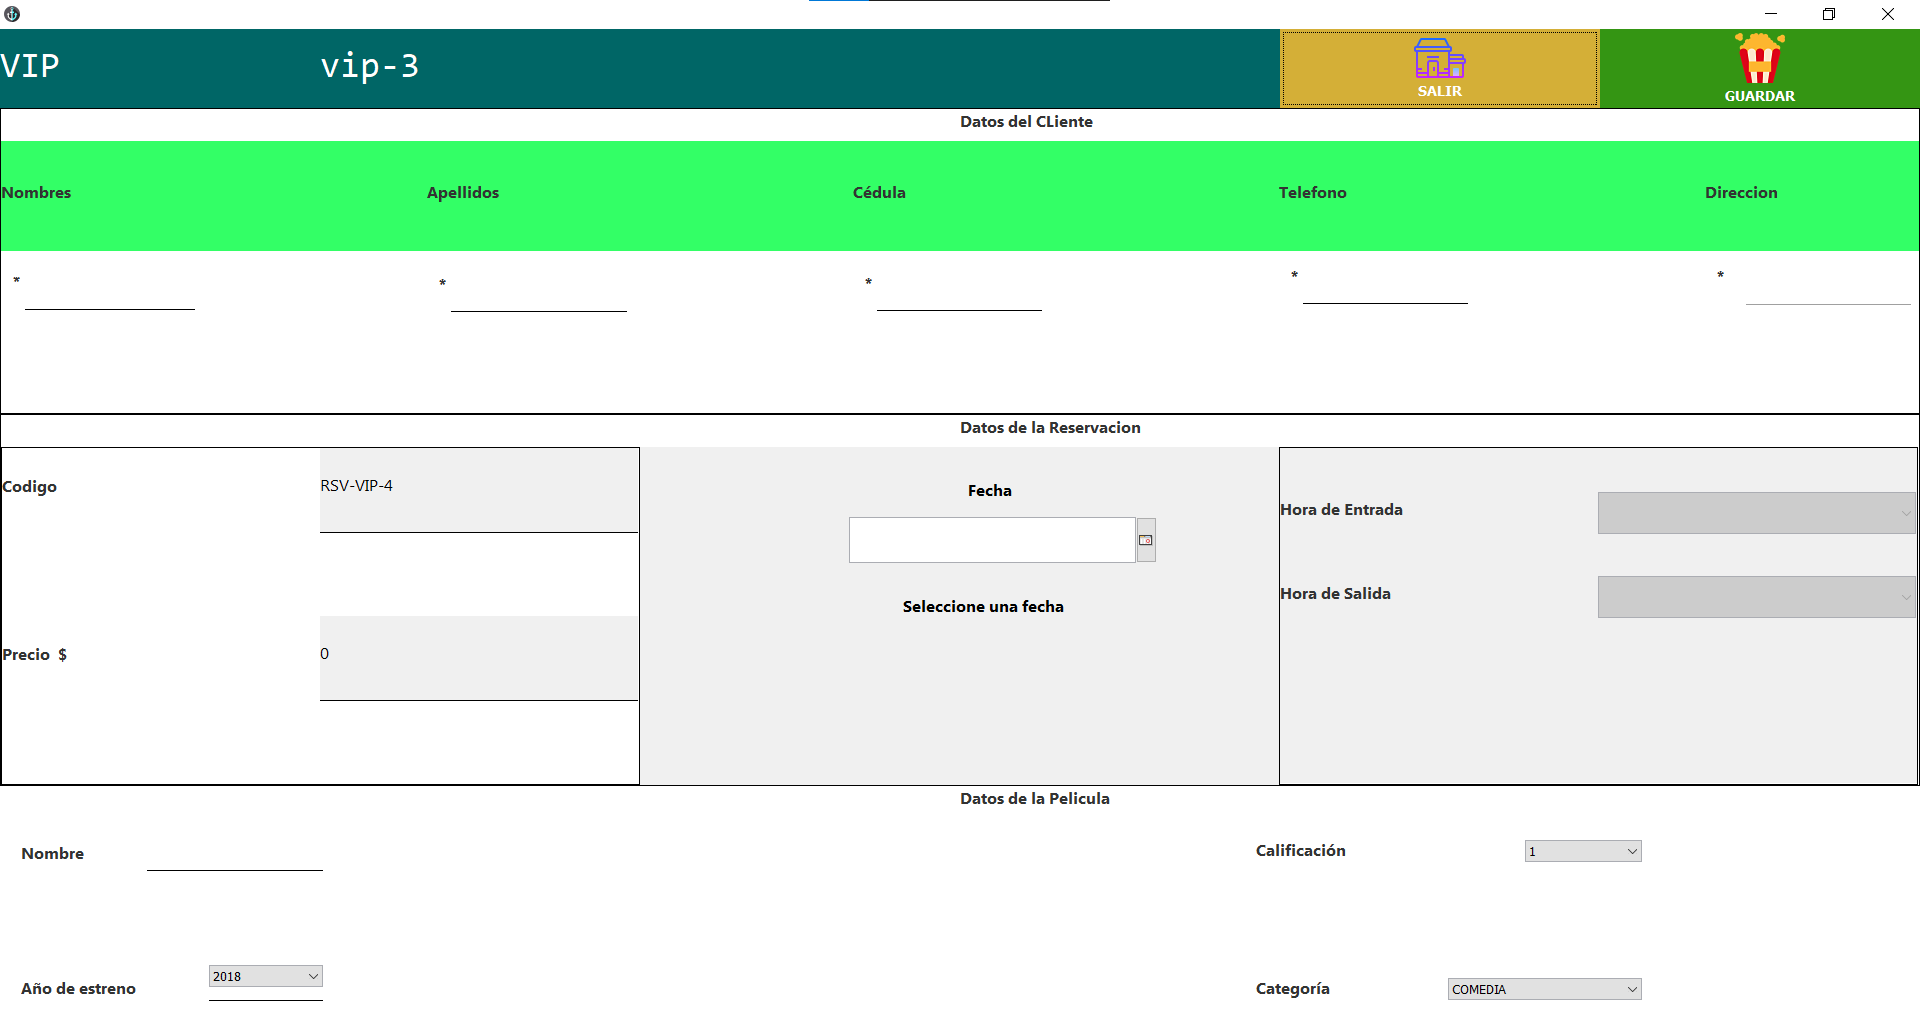 VIP vip-3
SALIR
GUARDAR
Datos del CLiente
Nombres Apellidos Cédula Telefono Direccion
* * * * *
Datos de la Reservacion
Codigo RSV-VIP-4
Fecha
Hora de Entrada
Seleccione una fecha
Hora de Salida
Precio $ 0
Datos de la Pelicula
Nombre
Calificación 1
Año de estreno 2018
Categoría COMEDIA